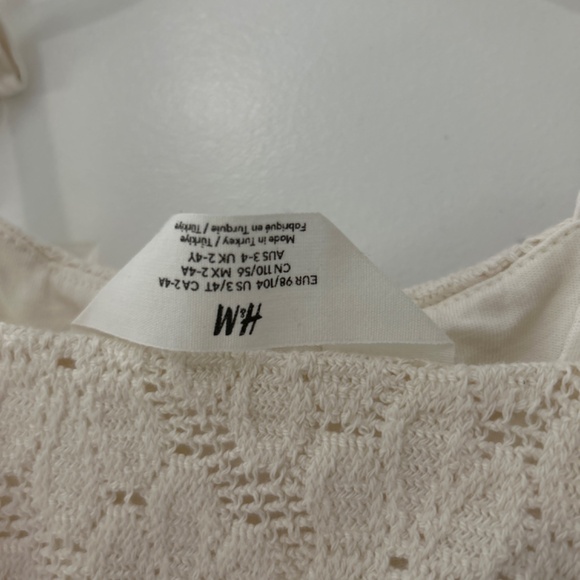 H&M
EUR 98/104 US 3/4T CA 2-4A
CN 110/56 MX 2-4A
AUS 3-4 UK 2-4Y
Made in Turkey / Türkiye
Fabriqué en Turquie / Türkiye